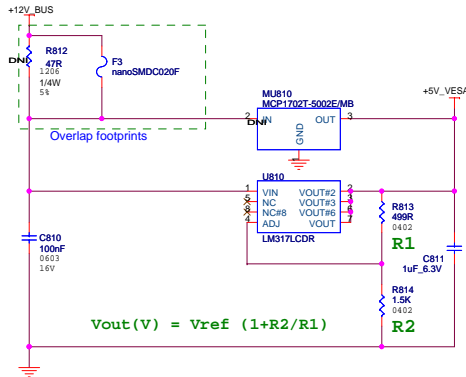 +12V_BUS
R812
DNI
47R
1206
1/4W
5%
F3
nanoSMDC020F
Overlap footprints
MU810
MCP1702T-5002E/MB
+5V_VESA
2
DNI
IN
OUT
3
GND
U810
1
VIN
VOUT#2
2
5
NC
VOUT#3
3
8
NC#8
VOUT#6
6
4
ADJ
VOUT
7
LM317LCDR
R813
499R
0402
R1
C810
100nF
0603
16V
C811
1uF_6.3V
R814
1.5K
0402
R2
Vout(V) = Vref (1+R2/R1)